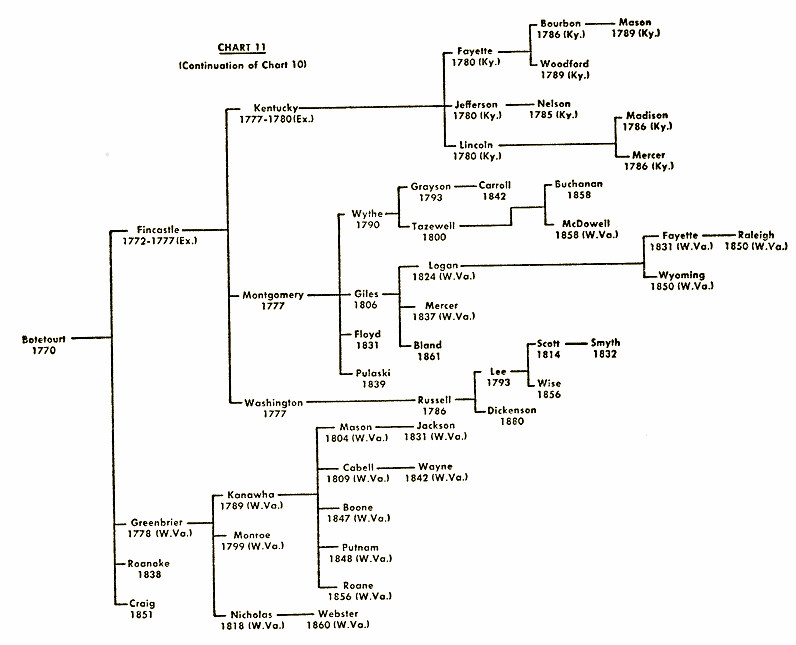 CHART 11
(Continuation of Chart 10)
Bourbon
1786 (Ky.)
Mason
1789 (Ky.)
Fayette
1780 (Ky.)
Woodford
1789 (Ky.)
Kentucky
1777-1780(Ex.)
Jefferson
1780 (Ky.)
Nelson
1785 (Ky.)
Lincoln
1780 (Ky.)
Madison
1786 (Ky.)
Mercer
1786 (Ky.)
Fincastle
1772-1777(Ex.)
Wythe
1790
Grayson
1793
Carroll
1842
Tazewell
1800
Buchanan
1858
McDowell
1858 (W.Va.)
Montgomery
1777
Giles
1806
Logan
1824 (W.Va.)
Fayette
1831 (W.Va.)
Raleigh
1850 (W.Va.)
Wyoming
1850 (W.Va.)
Mercer
1837 (W.Va.)
Bland
1861
Floyd
1831
Pulaski
1839
Botetourt
1770
Washington
1777
Russell
1786
Lee
1793
Scott
1814
Smyth
1832
Wise
1856
Dickenson
1880
Greenbrier
1778 (W.Va.)
Kanawha
1789 (W.Va.)
Mason
1804 (W.Va.)
Jackson
1831 (W.Va.)
Cabell
1809 (W.Va.)
Wayne
1842 (W.Va.)
Boone
1847 (W.Va.)
Putnam
1848 (W.Va.)
Roane
1856 (W.Va.)
Monroe
1799 (W.Va.)
Nicholas
1818 (W.Va.)
Webster
1860 (W.Va.)
Roanoke
1838
Craig
1851